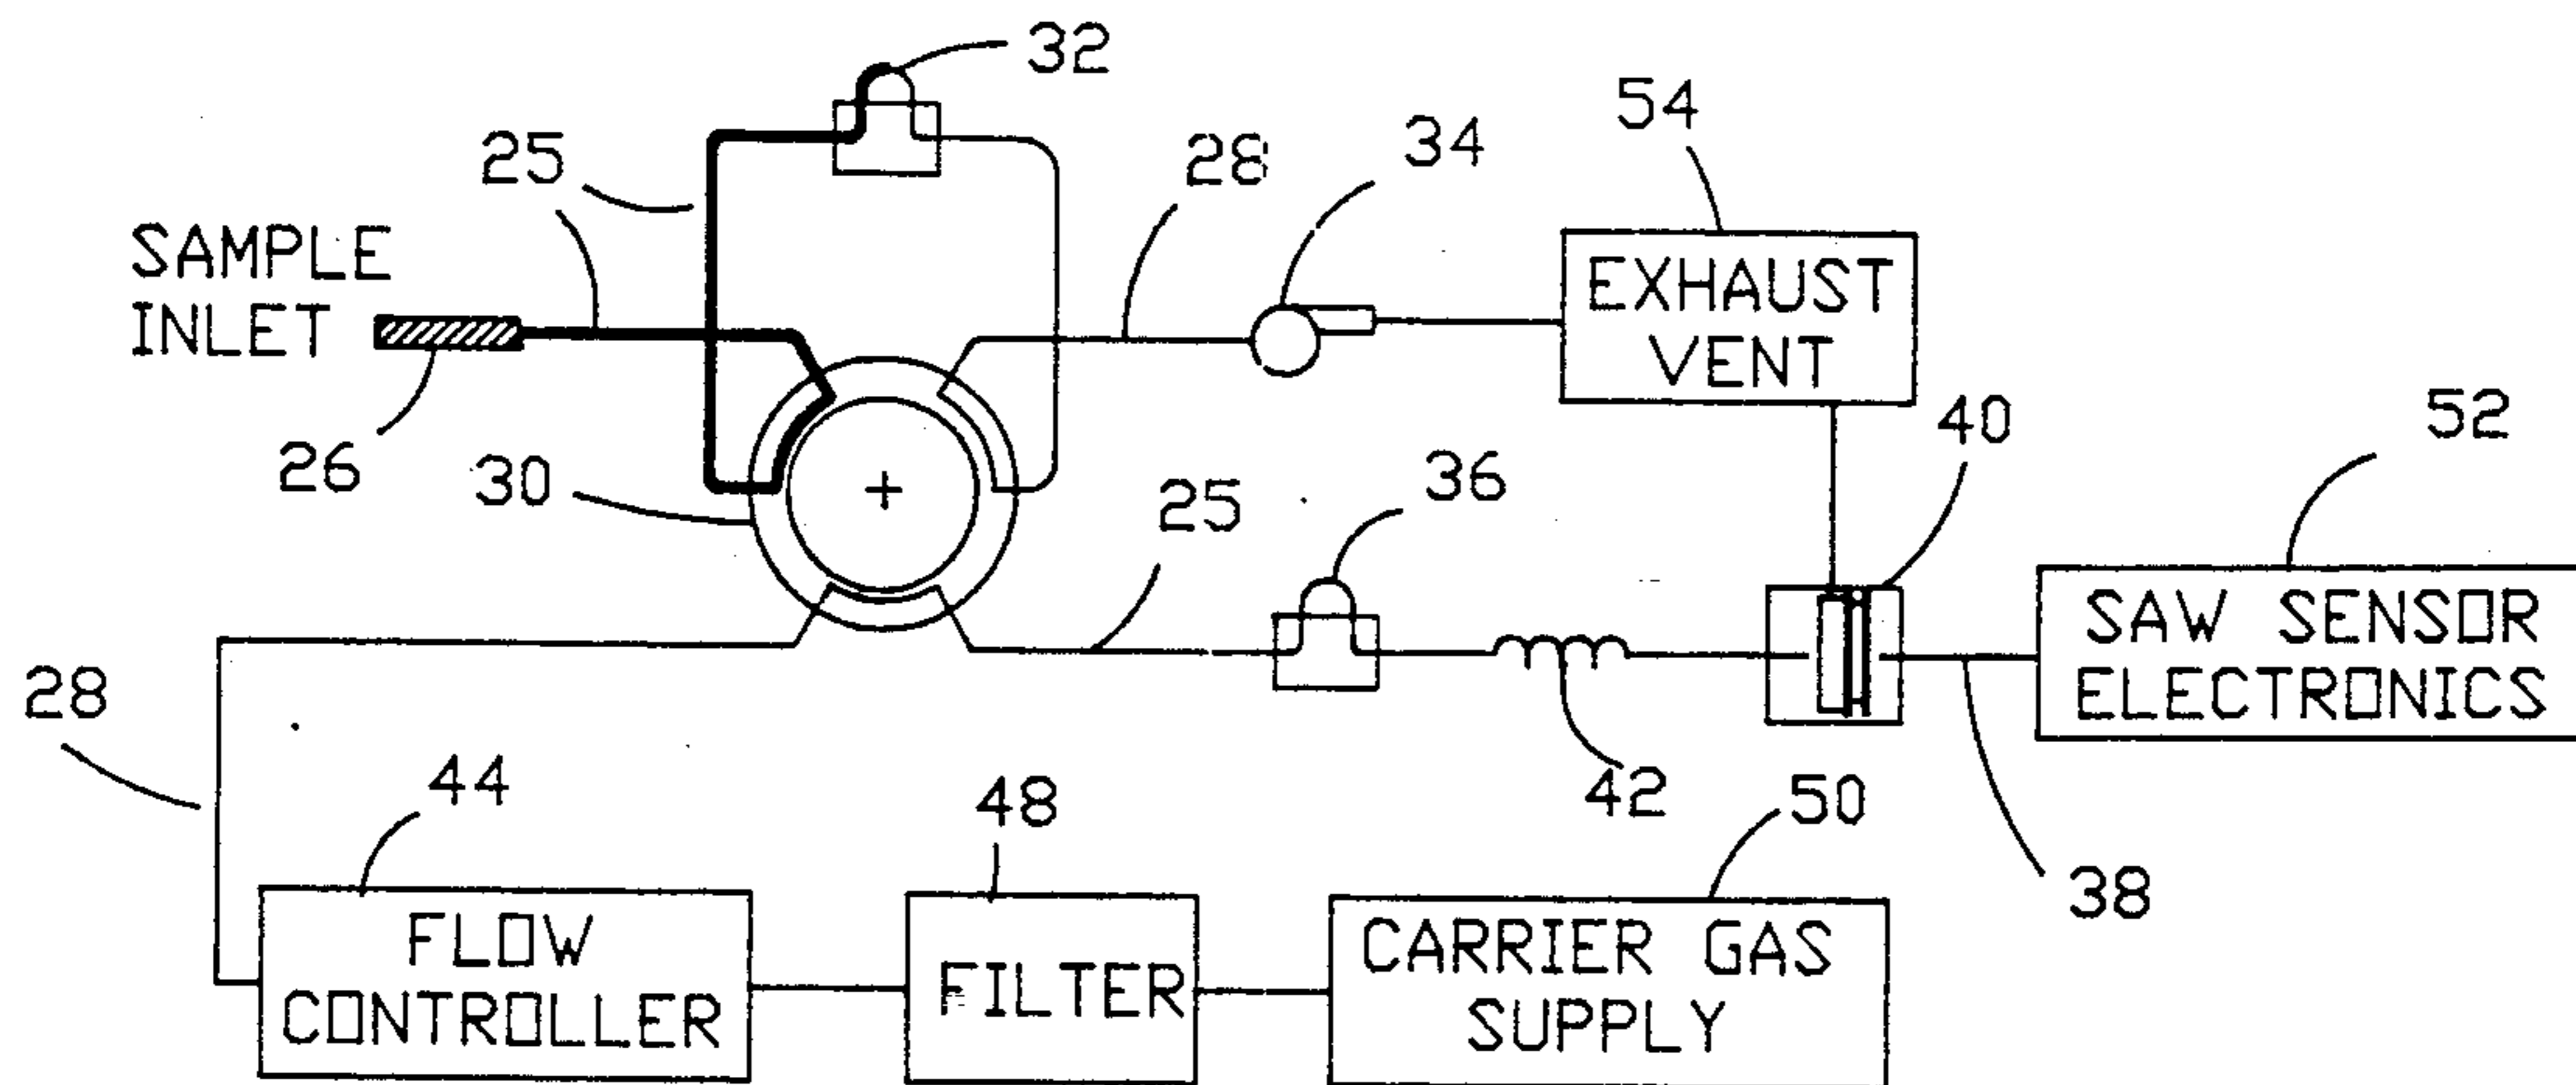 32
54
34
28
25
SAMPLE
INLET
EXHAUST
VENT
26
30
25
36
40
52
SAW SENSOR
ELECTRONICS
28
44
48
42
50
38
FLOW
CONTROLLER
FILTER
CARRIER GAS
SUPPLY